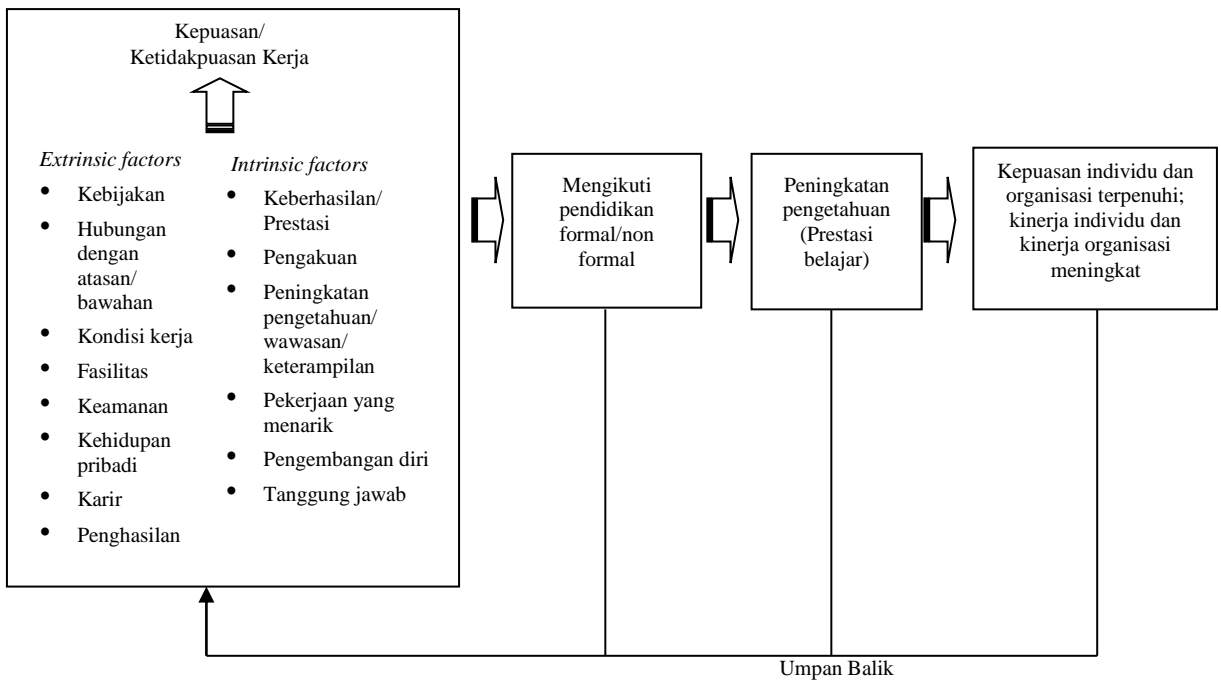 Kepuasan/
Ketidakpuasan Kerja
Extrinsic factors
• Kebijakan
• Hubungan
dengan
atasan/
bawahan
• Kondisi kerja
• Fasilitas
• Keamanan
• Kehidupan
pribadi
• Karir
• Penghasilan
Intrinsic factors
• Keberhasilan/
Prestasi
• Pengakuan
• Peningkatan
pengetahuan/
wawasan/
keterampilan
• Pekerjaan yang
menarik
• Pengembangan diri
• Tanggung jawab
Mengikuti
pendidikan
formal/non
formal
Peningkatan
pengetahuan
(Prestasi
belajar)
Kepuasan individu dan
organisasi terpenuhi;
kinerja individu dan
kinerja organisasi
meningkat
Umpan Balik